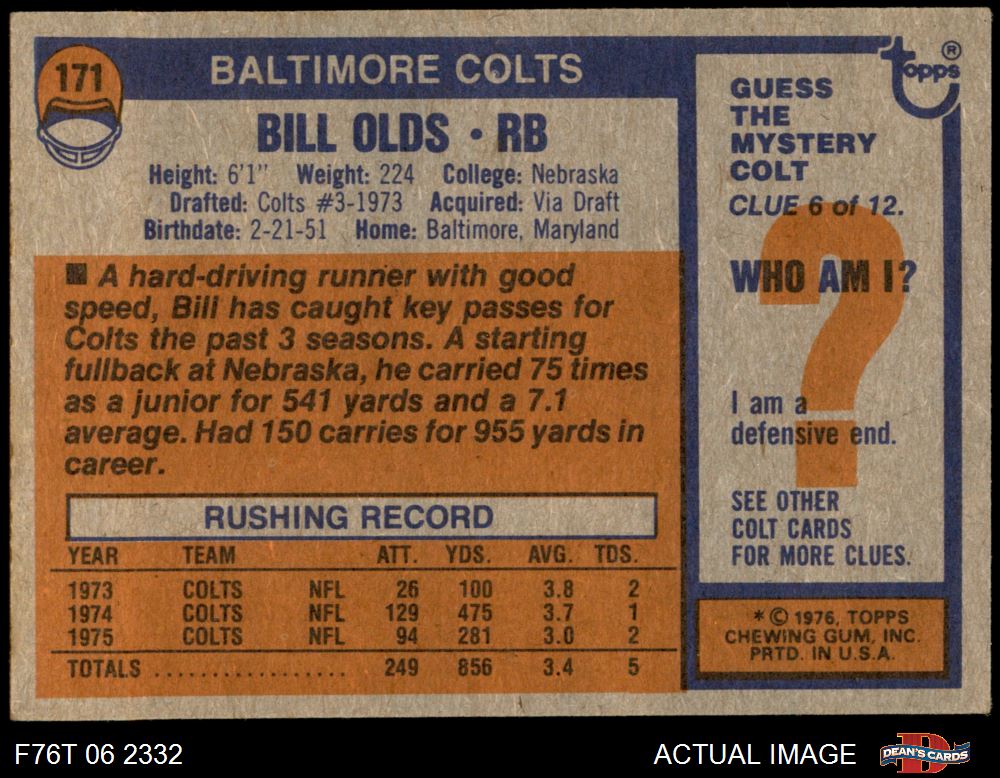 171
BALTIMORE COLTS
BILL OLDS • RB
Height: 6'1" Weight: 224 College: Nebraska
Drafted: Colts #3-1973 Acquired: Via Draft
Birthdate: 2-21-51 Home: Baltimore, Maryland
■ A hard-driving runner with good
speed, Bill has caught key passes for
Colts the past 3 seasons. A starting
fullback at Nebraska, he carried 75 times
as a junior for 541 yards and a 7.1
average. Had 150 carries for 955 yards in
career.
RUSHING RECORD
YEAR TEAM ATT. YDS. AVG. TDS.
1973 COLTS NFL 26 100 3.8 2
1974 COLTS NFL 129 475 3.7 1
1975 COLTS NFL 94 281 3.0 2
TOTALS ................. 249 856 3.4 5
Topps ®
GUESS
THE
MYSTERY
COLT
CLUE 6 of 12.
?
WHO AM I?
I am a
defensive end.
SEE OTHER
COLT CARDS
FOR MORE CLUES.
* © 1976, TOPPS
CHEWING GUM, INC.
PRTD. IN U.S.A.
F76T 06 2332
ACTUAL IMAGE
D
DEAN'S CARDS